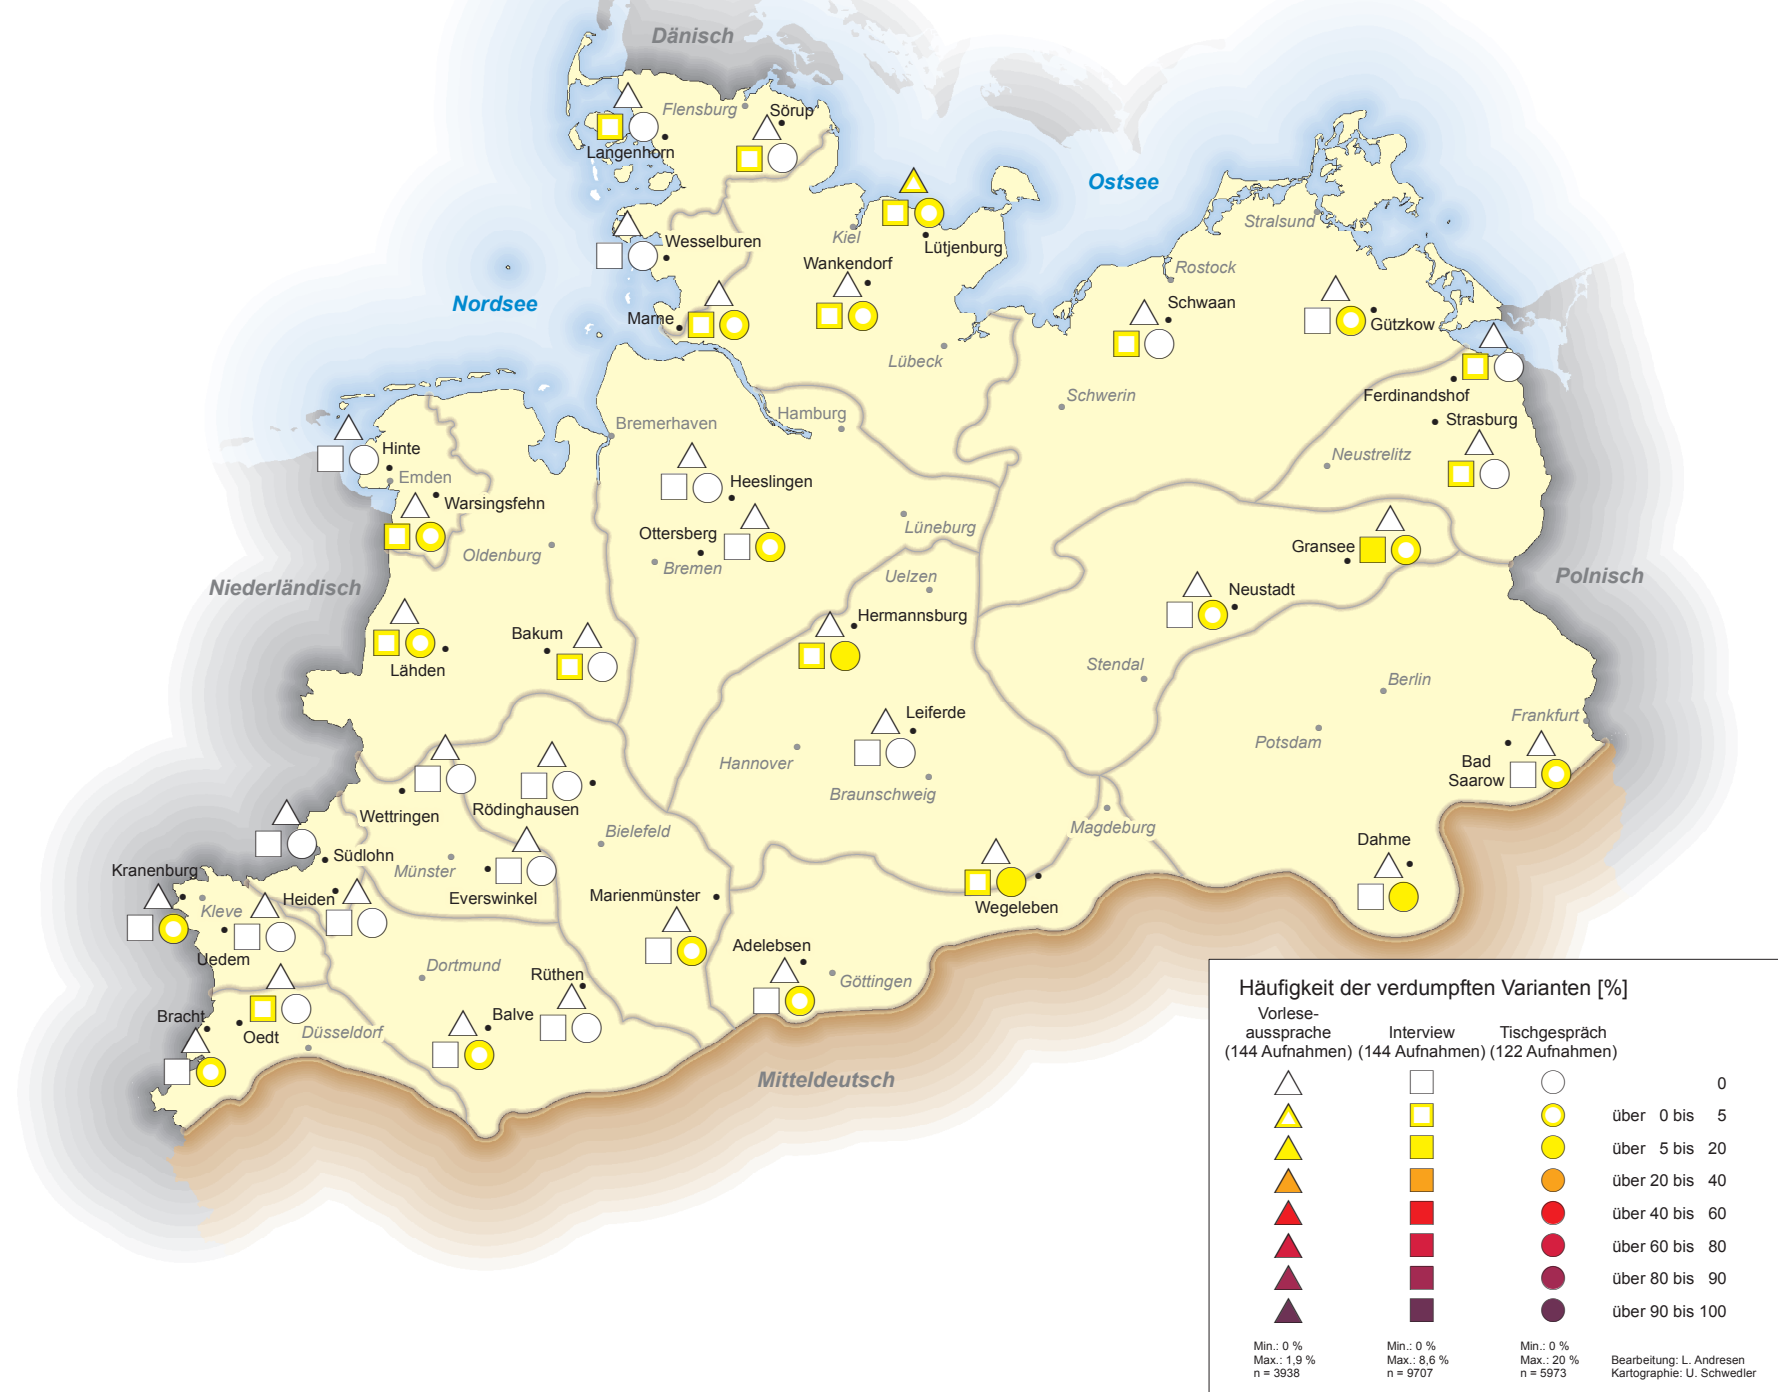 Dänisch
Flensburg
Sörup
Langenhorn
Ostsee
Stralsund
Wesselburen
Kiel
Lütjenburg
Wankendorf
Rostock
Nordsee
Schwaan
Marne
Gützkow
Lübeck
Ferdinandshof
Schwerin
Hamburg
Bremerhaven
Strasburg
Hinte
Neustrelitz
Emden
Heeslingen
Warsingsfehn
Lüneburg
Ottersberg
Oldenburg
Bremen
Gransee
Uelzen
Polnisch
Niederländisch
Neustadt
Hermannsburg
Bakum
Stendal
Lähden
Berlin
Leiferde
Frankfurt
Potsdam
Hannover
Bad
Saarow
Braunschweig
Wettringen
Rödinghausen
Bielefeld
Magdeburg
Dahme
Südlohn
Kranenburg
Münster
Heiden
Everswinkel
Marienmünster
Wegeleben
Kleve
Adelebsen
Uedem
Dortmund
Rüthen
Göttingen
Bracht
Balve
Oedt
Düsseldorf
Mitteldeutsch
Häufigkeit der verdumpften Varianten [%]
Vorlese-
aussprache Interview Tischgespräch
(144 Aufnahmen) (144 Aufnahmen) (122 Aufnahmen)
0
über 0 bis 5
über 5 bis 20
über 20 bis 40
über 40 bis 60
über 60 bis 80
über 80 bis 90
über 90 bis 100
Min.: 0 % Min.: 0 % Min.: 0 %
Max.: 1,9 % Max.: 8,6 % Max.: 20 % Bearbeitung: L. Andresen
n = 3938 n = 9707 n = 5973 Kartographie: U. Schwedler